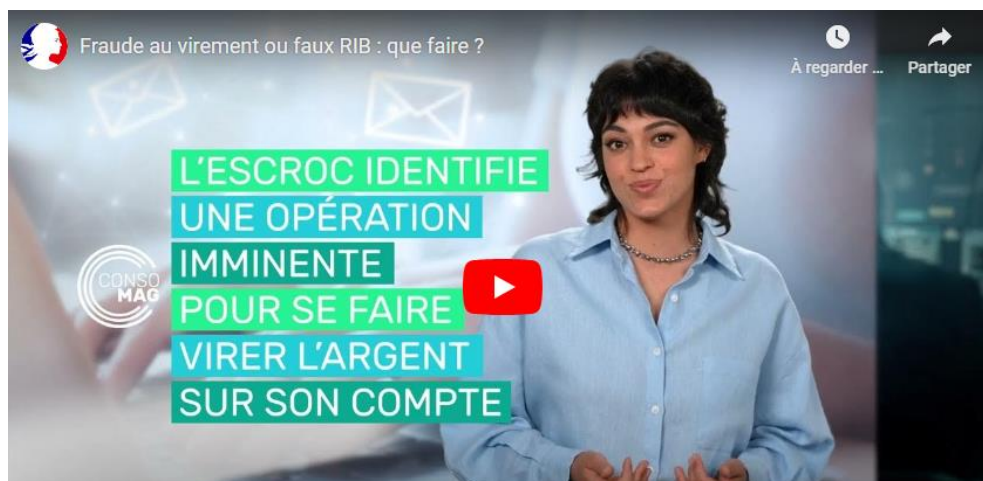 Fraude au virement ou faux RIB : que faire ?
À regarder ...
Partager
L'ESCROC IDENTIFIE
UNE OPÉRATION
IMMINENTE
POUR SE FAIRE
VIRER L'ARGENT
SUR SON COMPTE
CONSO
MAG